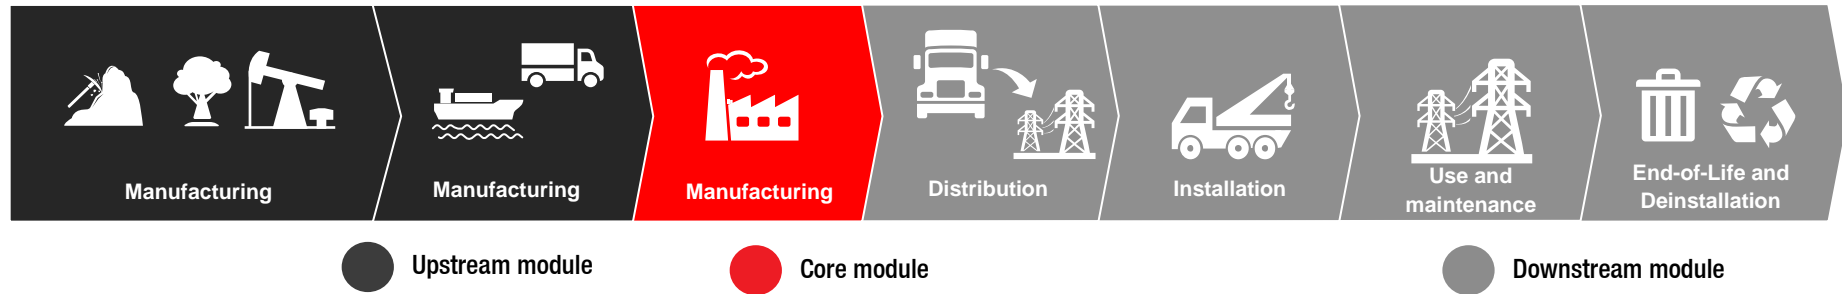 Manufacturing
Manufacturing
Manufacturing
Distribution
Installation
Use and
maintenance
End-of-Life and
Deinstallation
Upstream module
Core module
Downstream module